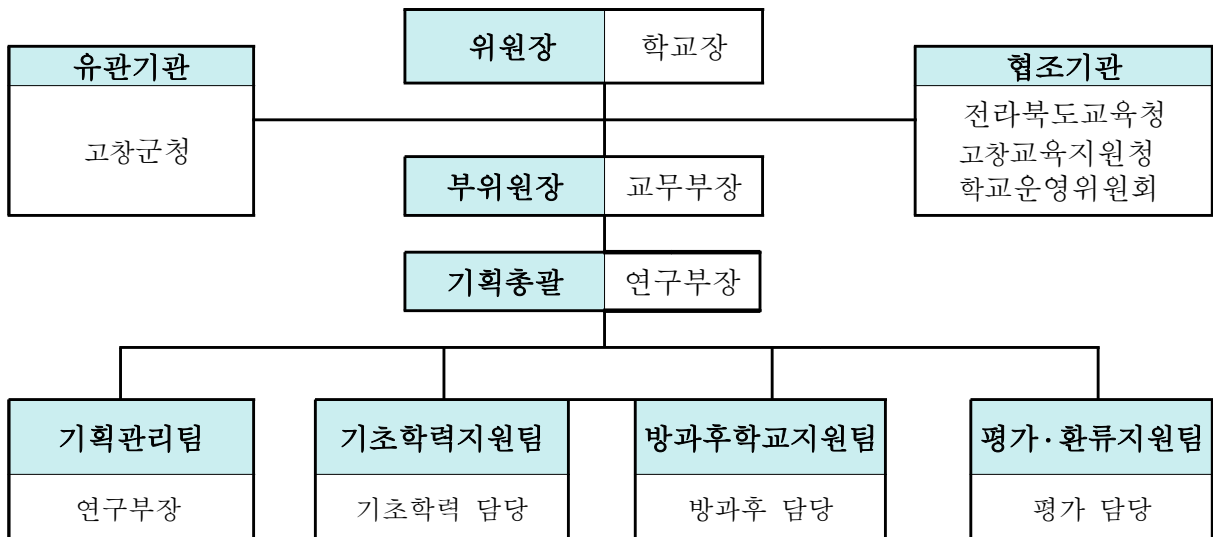 위원장 학교장
유관기관
고창군청
협조기관
전라북도교육청
고창교육지원청
학교운영위원회
부위원장 교무부장
기획총괄 연구부장
기획관리팀
연구부장
기초학력지원팀
기초학력 담당
방과후학교지원팀
방과후 담당
평가·환류지원팀
평가 담당